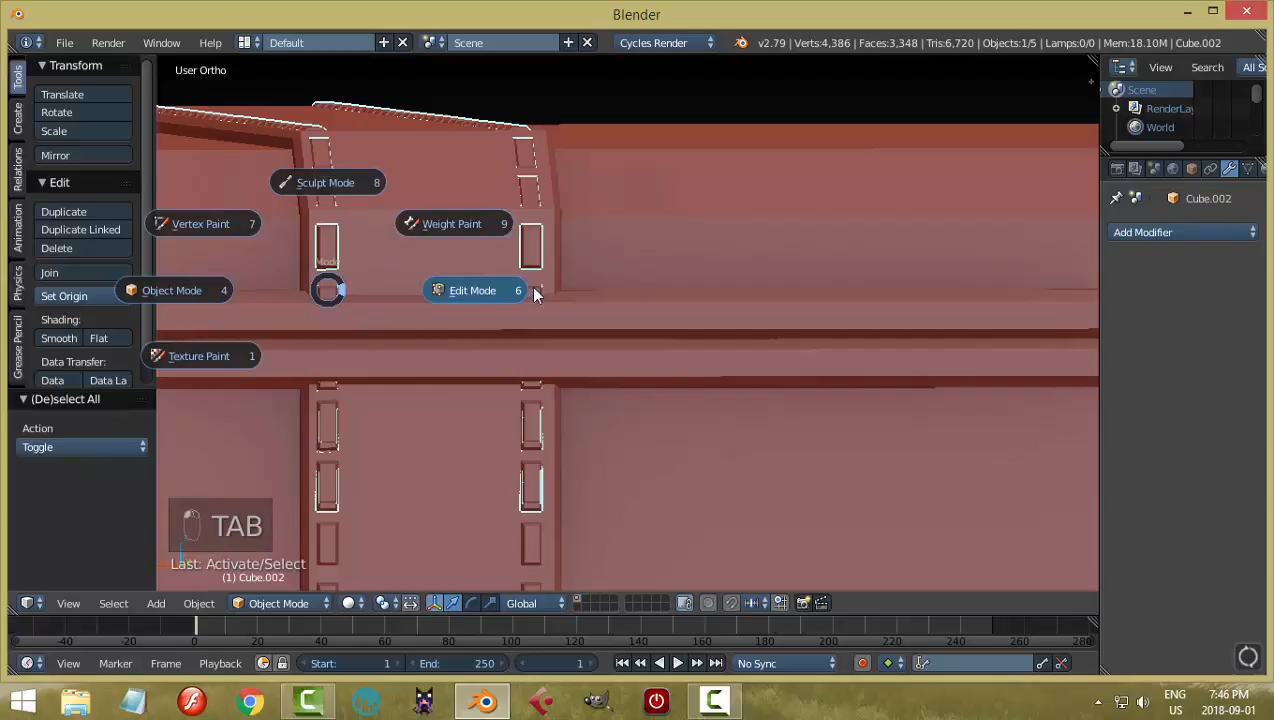 Blender
File Render Window Help Default Scene Cycles Render v2.79 | Verts:4,386 | Faces:3,348 | Tris:6,720 | Objects:1/5 | Lamps:0/0 | Mem:18.10M | Cube.002
Transform
Translate
Rotate
Scale
Mirror
Edit
Duplicate
Duplicate Linked
Delete
Join
Set Origin
Shading:
Smooth Flat
Data Transfer:
Data Data La
(De)select All
Action
Toggle
Tools
Create
Relations
Animation
Physics
Grease Pencil
User Ortho
Sculpt Mode 8
Vertex Paint 7
Weight Paint 9
Mode
Object Mode 4
Edit Mode 6
Texture Paint 1
TAB
Last: Activate/Select
(1) Cube.002
View Search All S
Scene
RenderLay
World
Cube.002
Add Modifier
View Select Add Object Object Mode Global
-40 -20 0 20 40 60 80 100 120 140 160 180 200 220 240 260 280
View Marker Frame Playback Start: 1 End: 250 1 No Sync
ENG 7:46 PM
US 2018-09-01